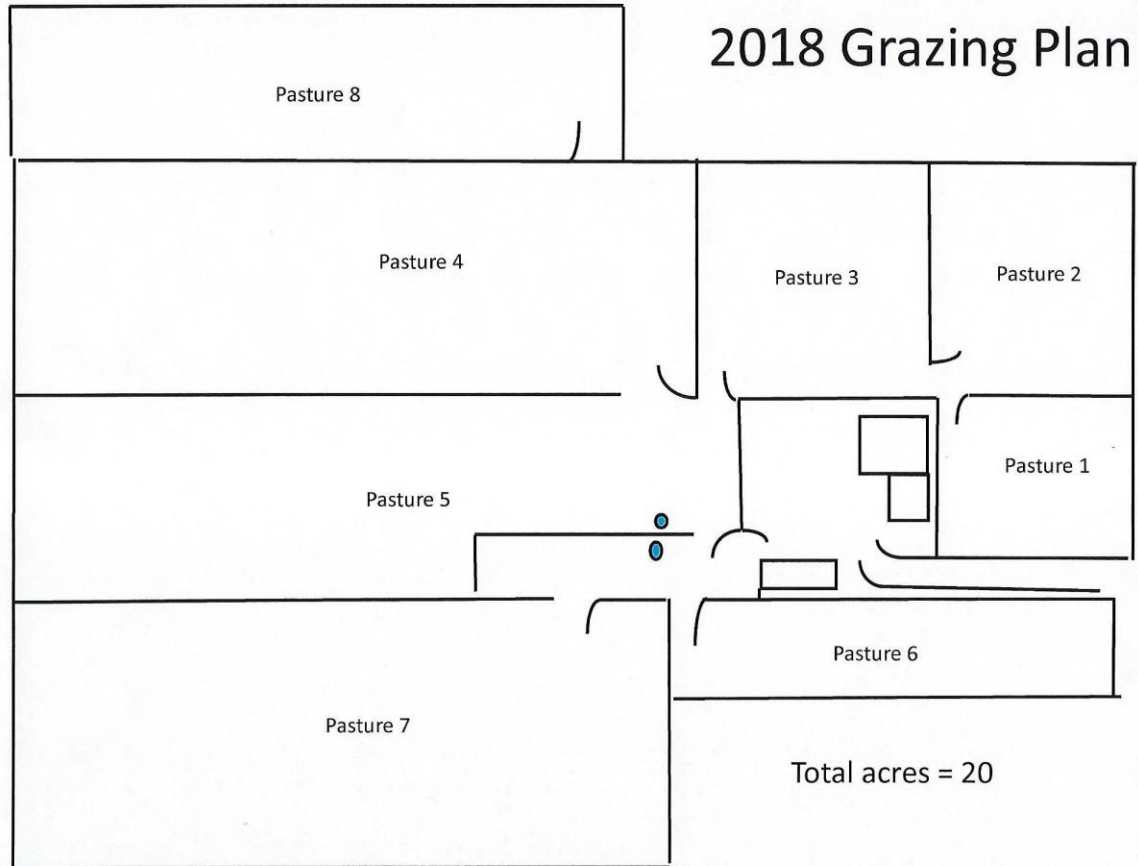 2018 Grazing Plan
Pasture 8
Pasture 4
Pasture 3
Pasture 2
Pasture 5
Pasture 1
Pasture 6
Pasture 7
Total acres = 20